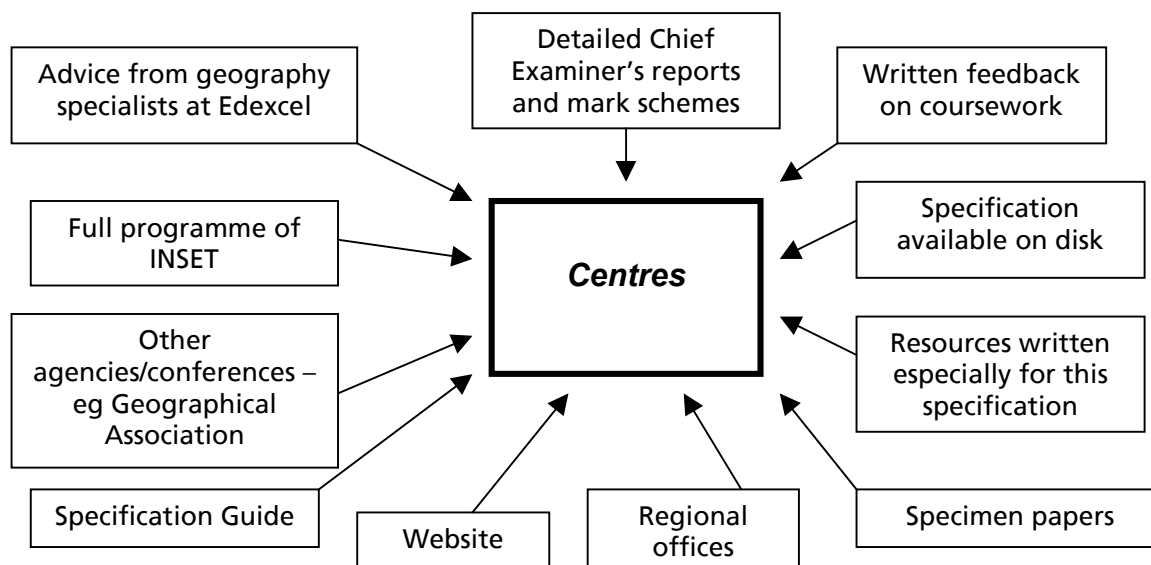 Advice from geography
specialists at Edexcel
Detailed Chief
Examiner’s reports
and mark schemes
Written feedback
on coursework
Full programme of
INSET
Centres
Specification
available on disk
Other
agencies/conferences –
eg Geographical
Association
Resources written
especially for this
specification
Specification Guide
Website
Regional
offices
Specimen papers